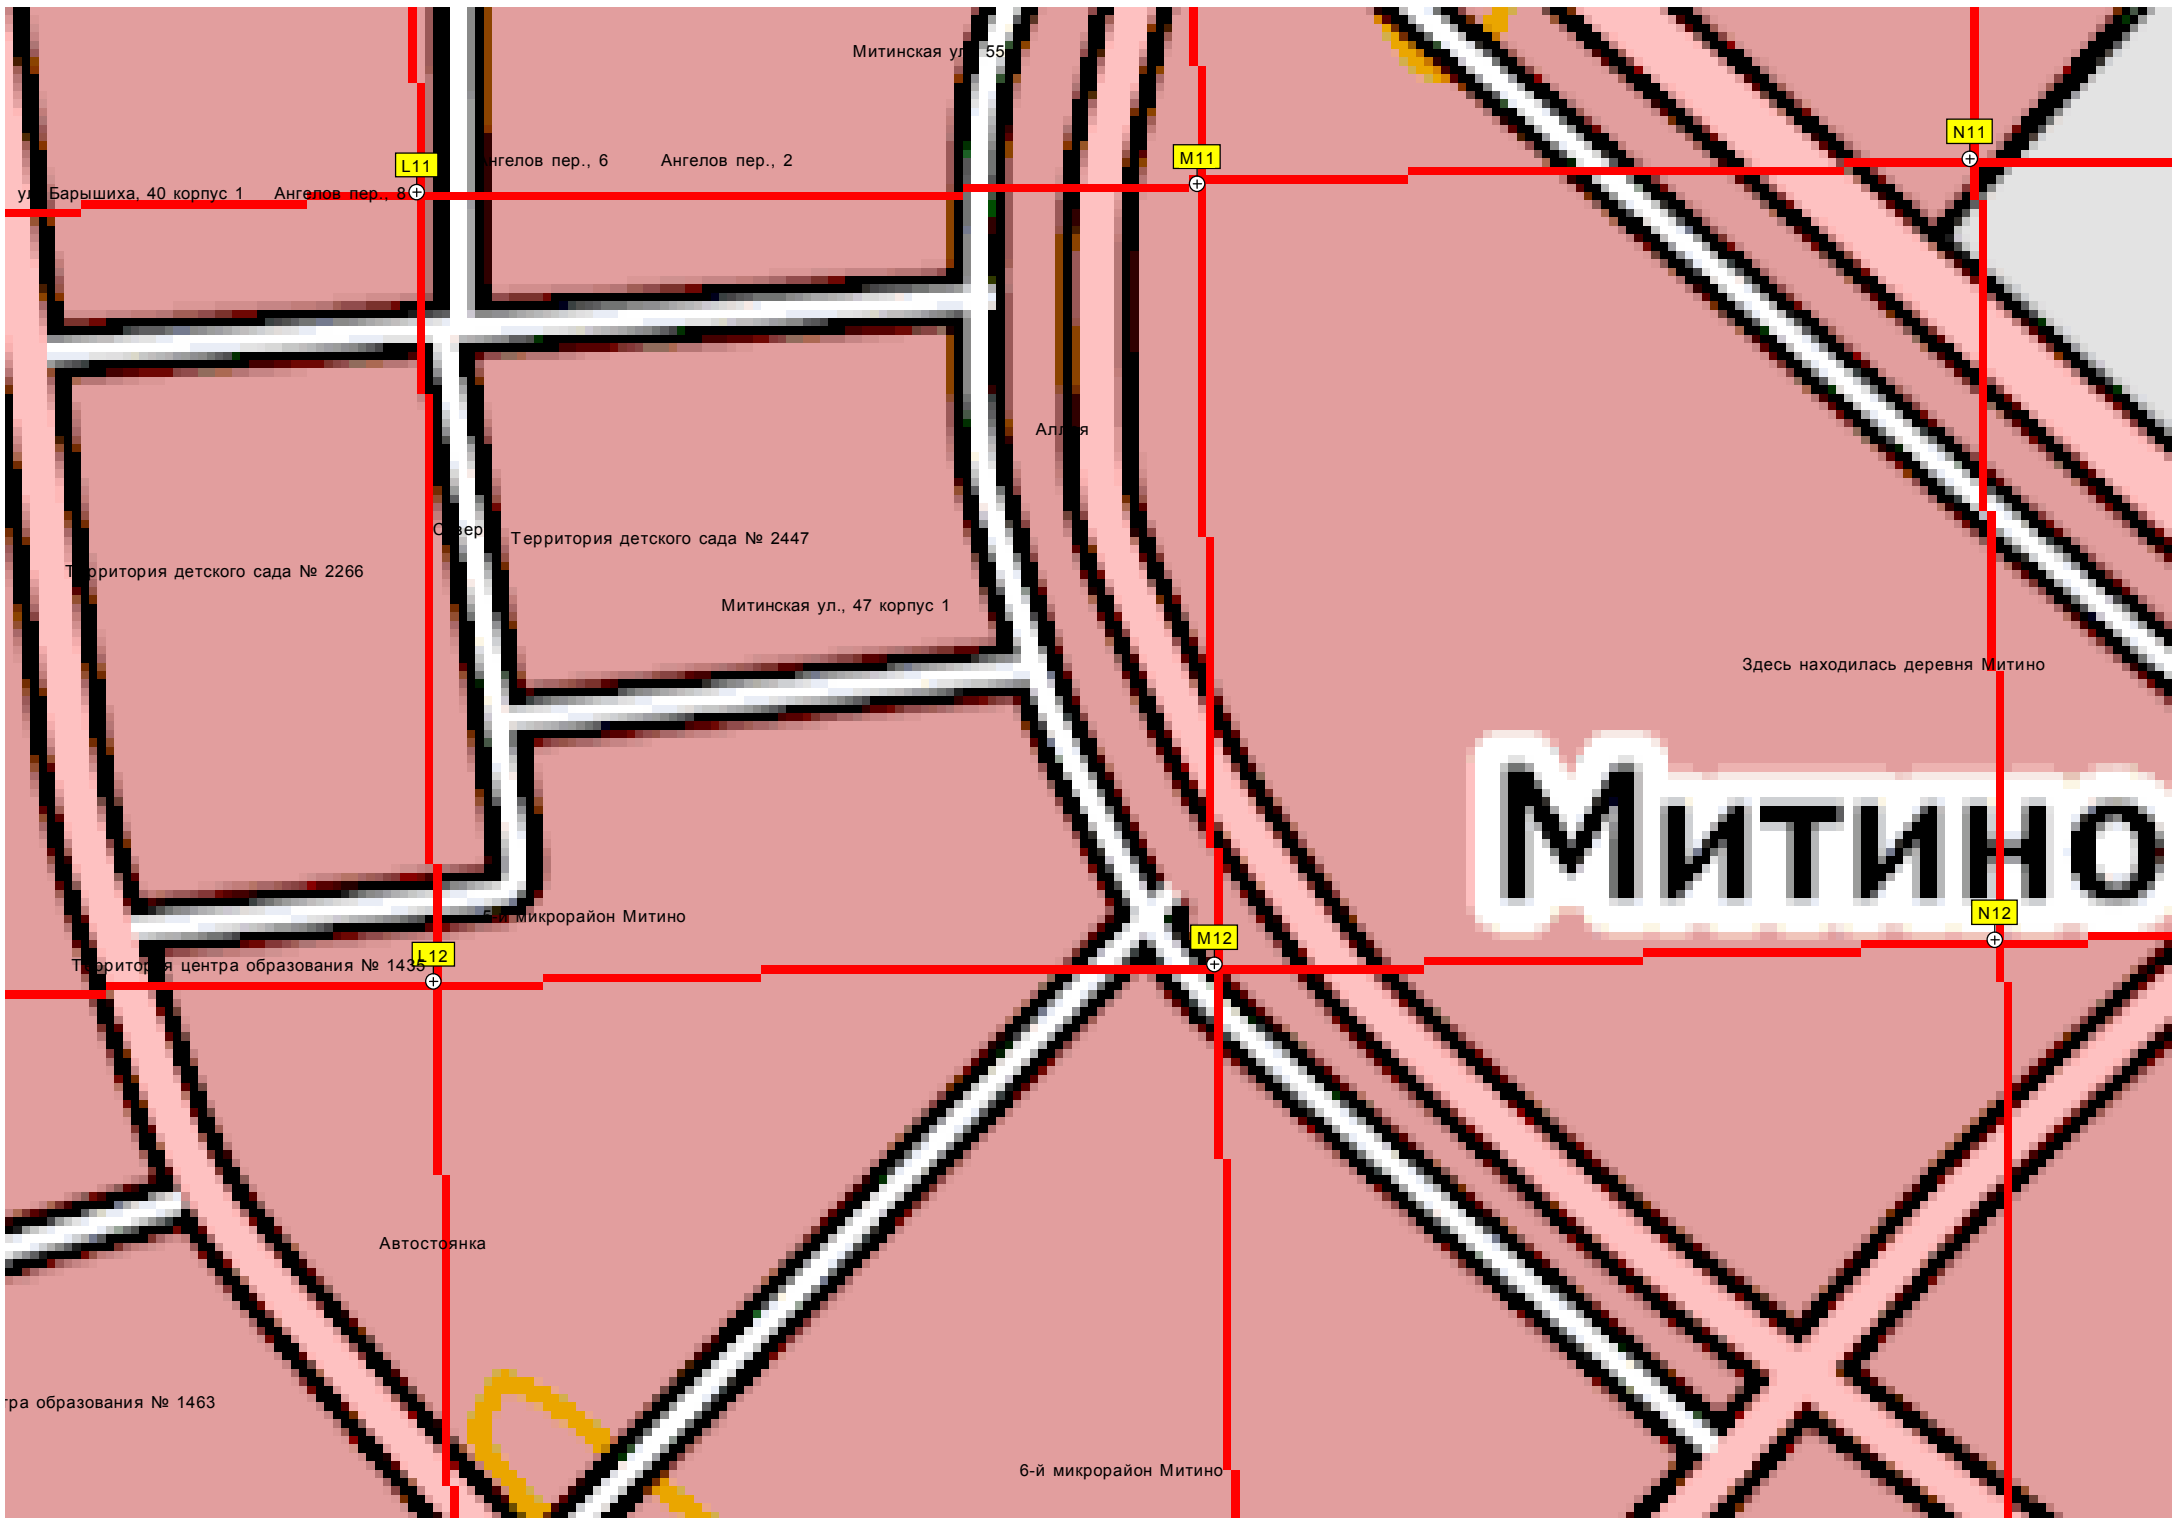 Митинская ул., 55
N11
M11
L11
Ангелов пер., 6
Ангелов пер., 2
ул. Барышиха, 40 корпус 1
Ангелов пер., 8
Аллея
Сквер
Территория детского сада № 2447
Территория детского сада № 2266
Митинская ул., 47 корпус 1
Здесь находилась деревня Митино
Митино
5-й микрорайон Митино
N12
M12
L12
Территория центра образования № 1435
Автостоянка
образования № 1463
6-й микрорайон Митино